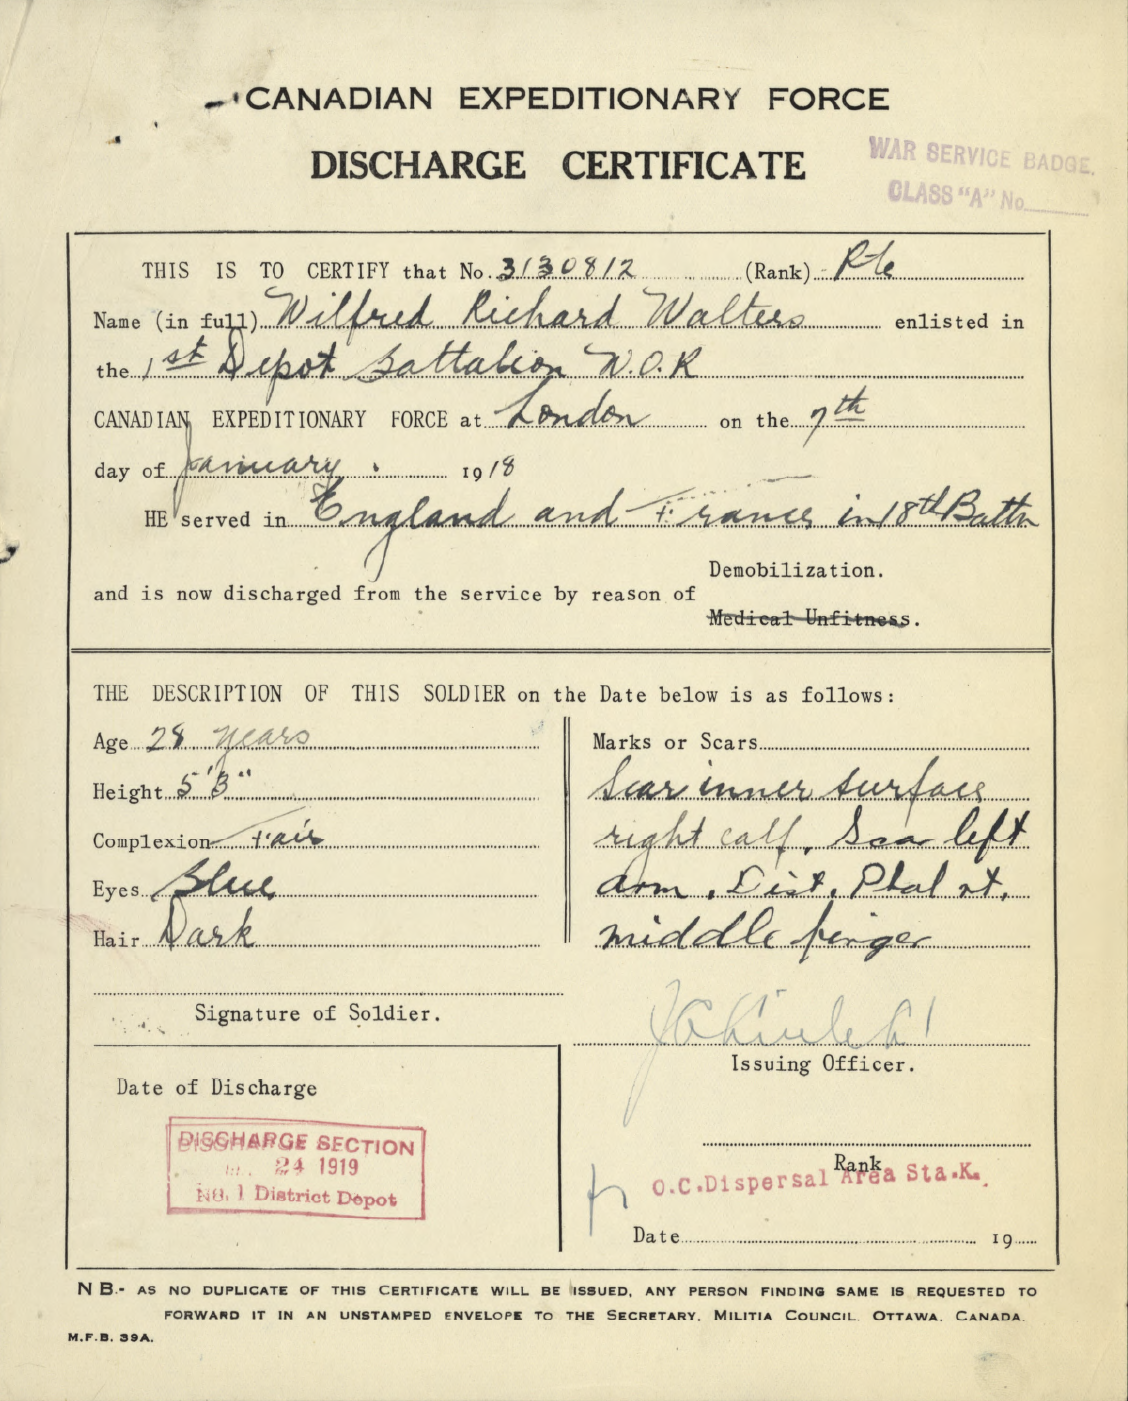 CANADIAN EXPEDITIONARY FORCE
DISCHARGE CERTIFICATE
WAR SERVICE BADGE.
CLASS "A" No
THIS IS TO CERTIFY that No. 3130812 (Rank) Pte
Name (in full) Wilfred Richard Walters enlisted in
the 1st Depot Battalion W.O.R
CANADIAN EXPEDITIONARY FORCE at London on the 7th
day of January. 1918
HE served in England and France in 18th Battn
Demobilization.
and is now discharged from the service by reason of
Medical Unfitness.
THE DESCRIPTION OF THIS SOLDIER on the Date below is as follows:
Age 28 years
Height 5'3"
Complexion Fair
Eyes Blue
Hair Dark
Marks or Scars
Scar inner surface
right calf. Scar left
arm. Dist. Phal rt.
middle finger
Signature of Soldier.
Issuing Officer.
Date of Discharge
DISCHARGE SECTION
24 1919
No. 1 District Depot
Rank
O.C. Dispersal Area Sta. K.
Date 19
N B.- AS NO DUPLICATE OF THIS CERTIFICATE WILL BE ISSUED, ANY PERSON FINDING SAME IS REQUESTED TO
FORWARD IT IN AN UNSTAMPED ENVELOPE TO THE SECRETARY, MILITIA COUNCIL OTTAWA. CANADA.
M.F.B. 39A.